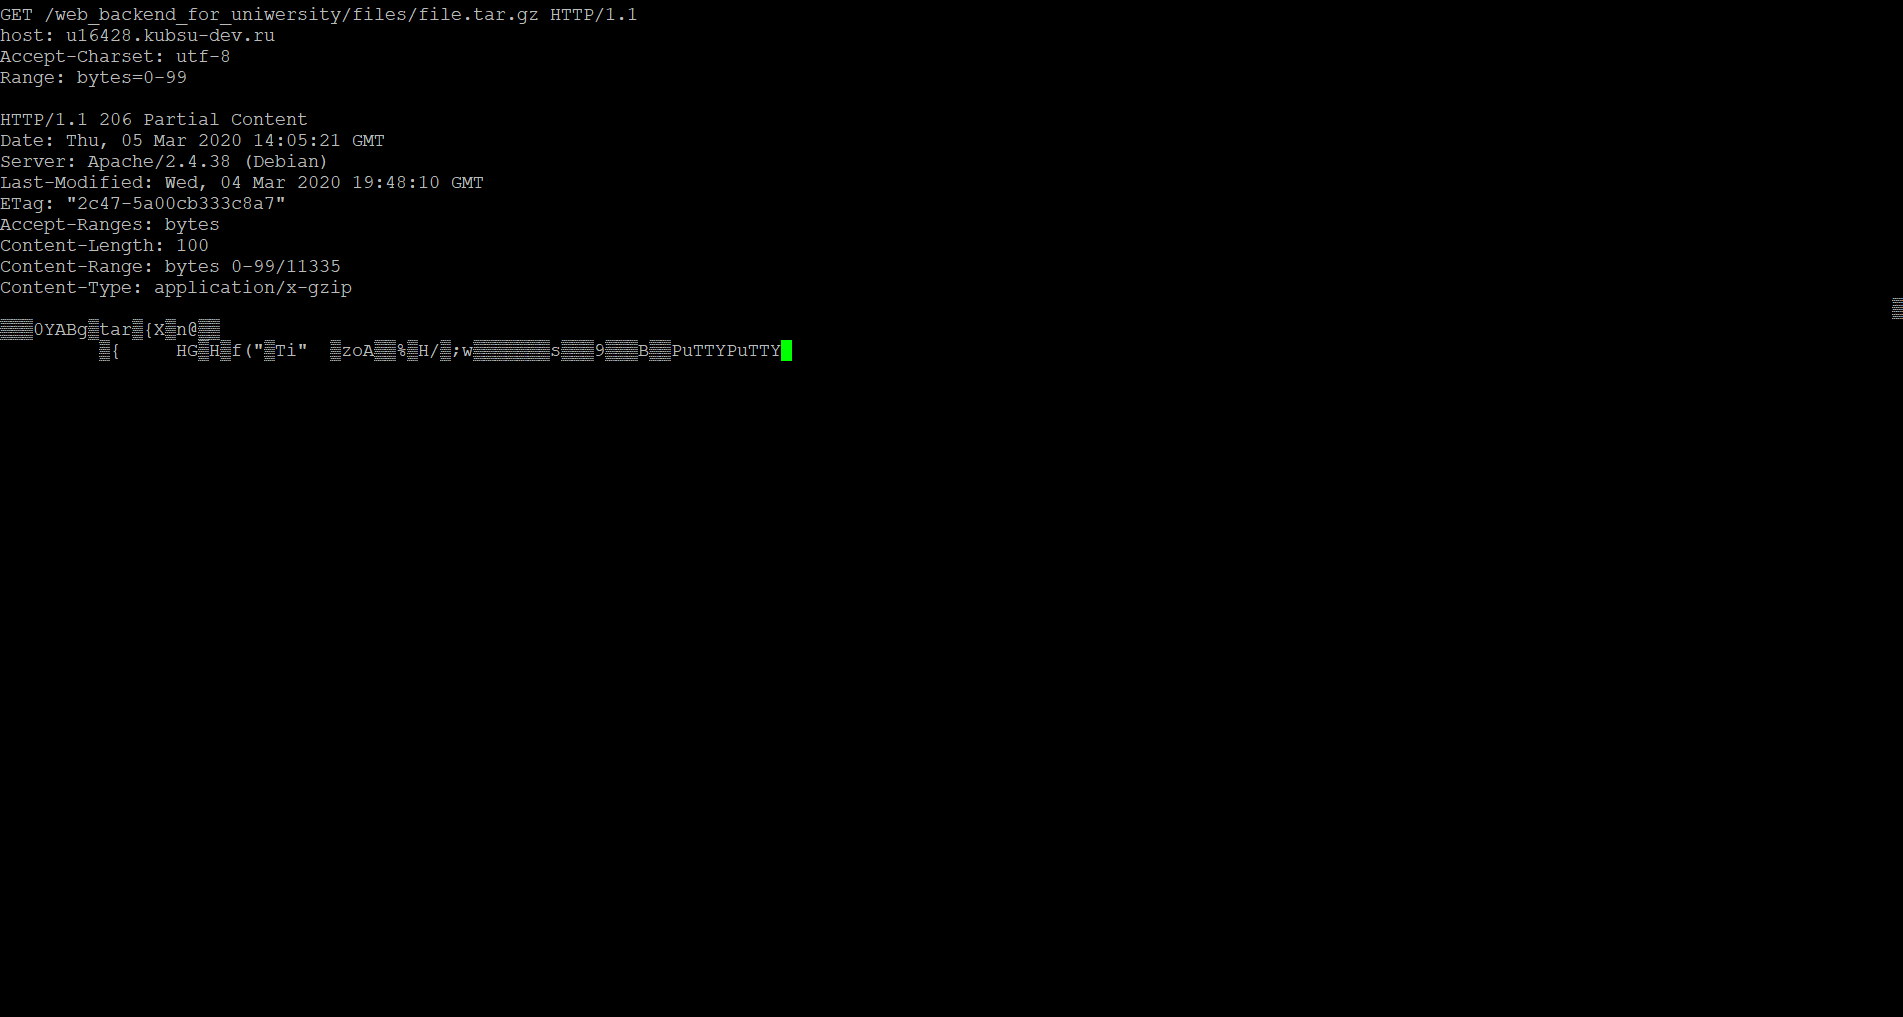 GET /web_backend_for_uniwersity/files/file.tar.gz HTTP/1.1
host: u16428.kubsu-dev.ru
Accept-Charset: utf-8
Range: bytes=0-99
HTTP/1.1 206 Partial Content
Date: Thu, 05 Mar 2020 14:05:21 GMT
Server: Apache/2.4.38 (Debian)
Last-Modified: Wed, 04 Mar 2020 19:48:10 GMT
ETag: "2c47-5a00cb333c8a7"
Accept-Ranges: bytes
Content-Length: 100
Content-Range: bytes 0-99/11335
Content-Type: application/x-gzip
▒▒▒0YABg▒tar▒{X▒n@▒▒
▒{ HG▒H▒f("▒Ti" ▒zoA▒▒%▒H/▒;w▒▒▒▒▒▒▒s▒▒▒9▒▒▒B▒▒PuTTYPuTTY